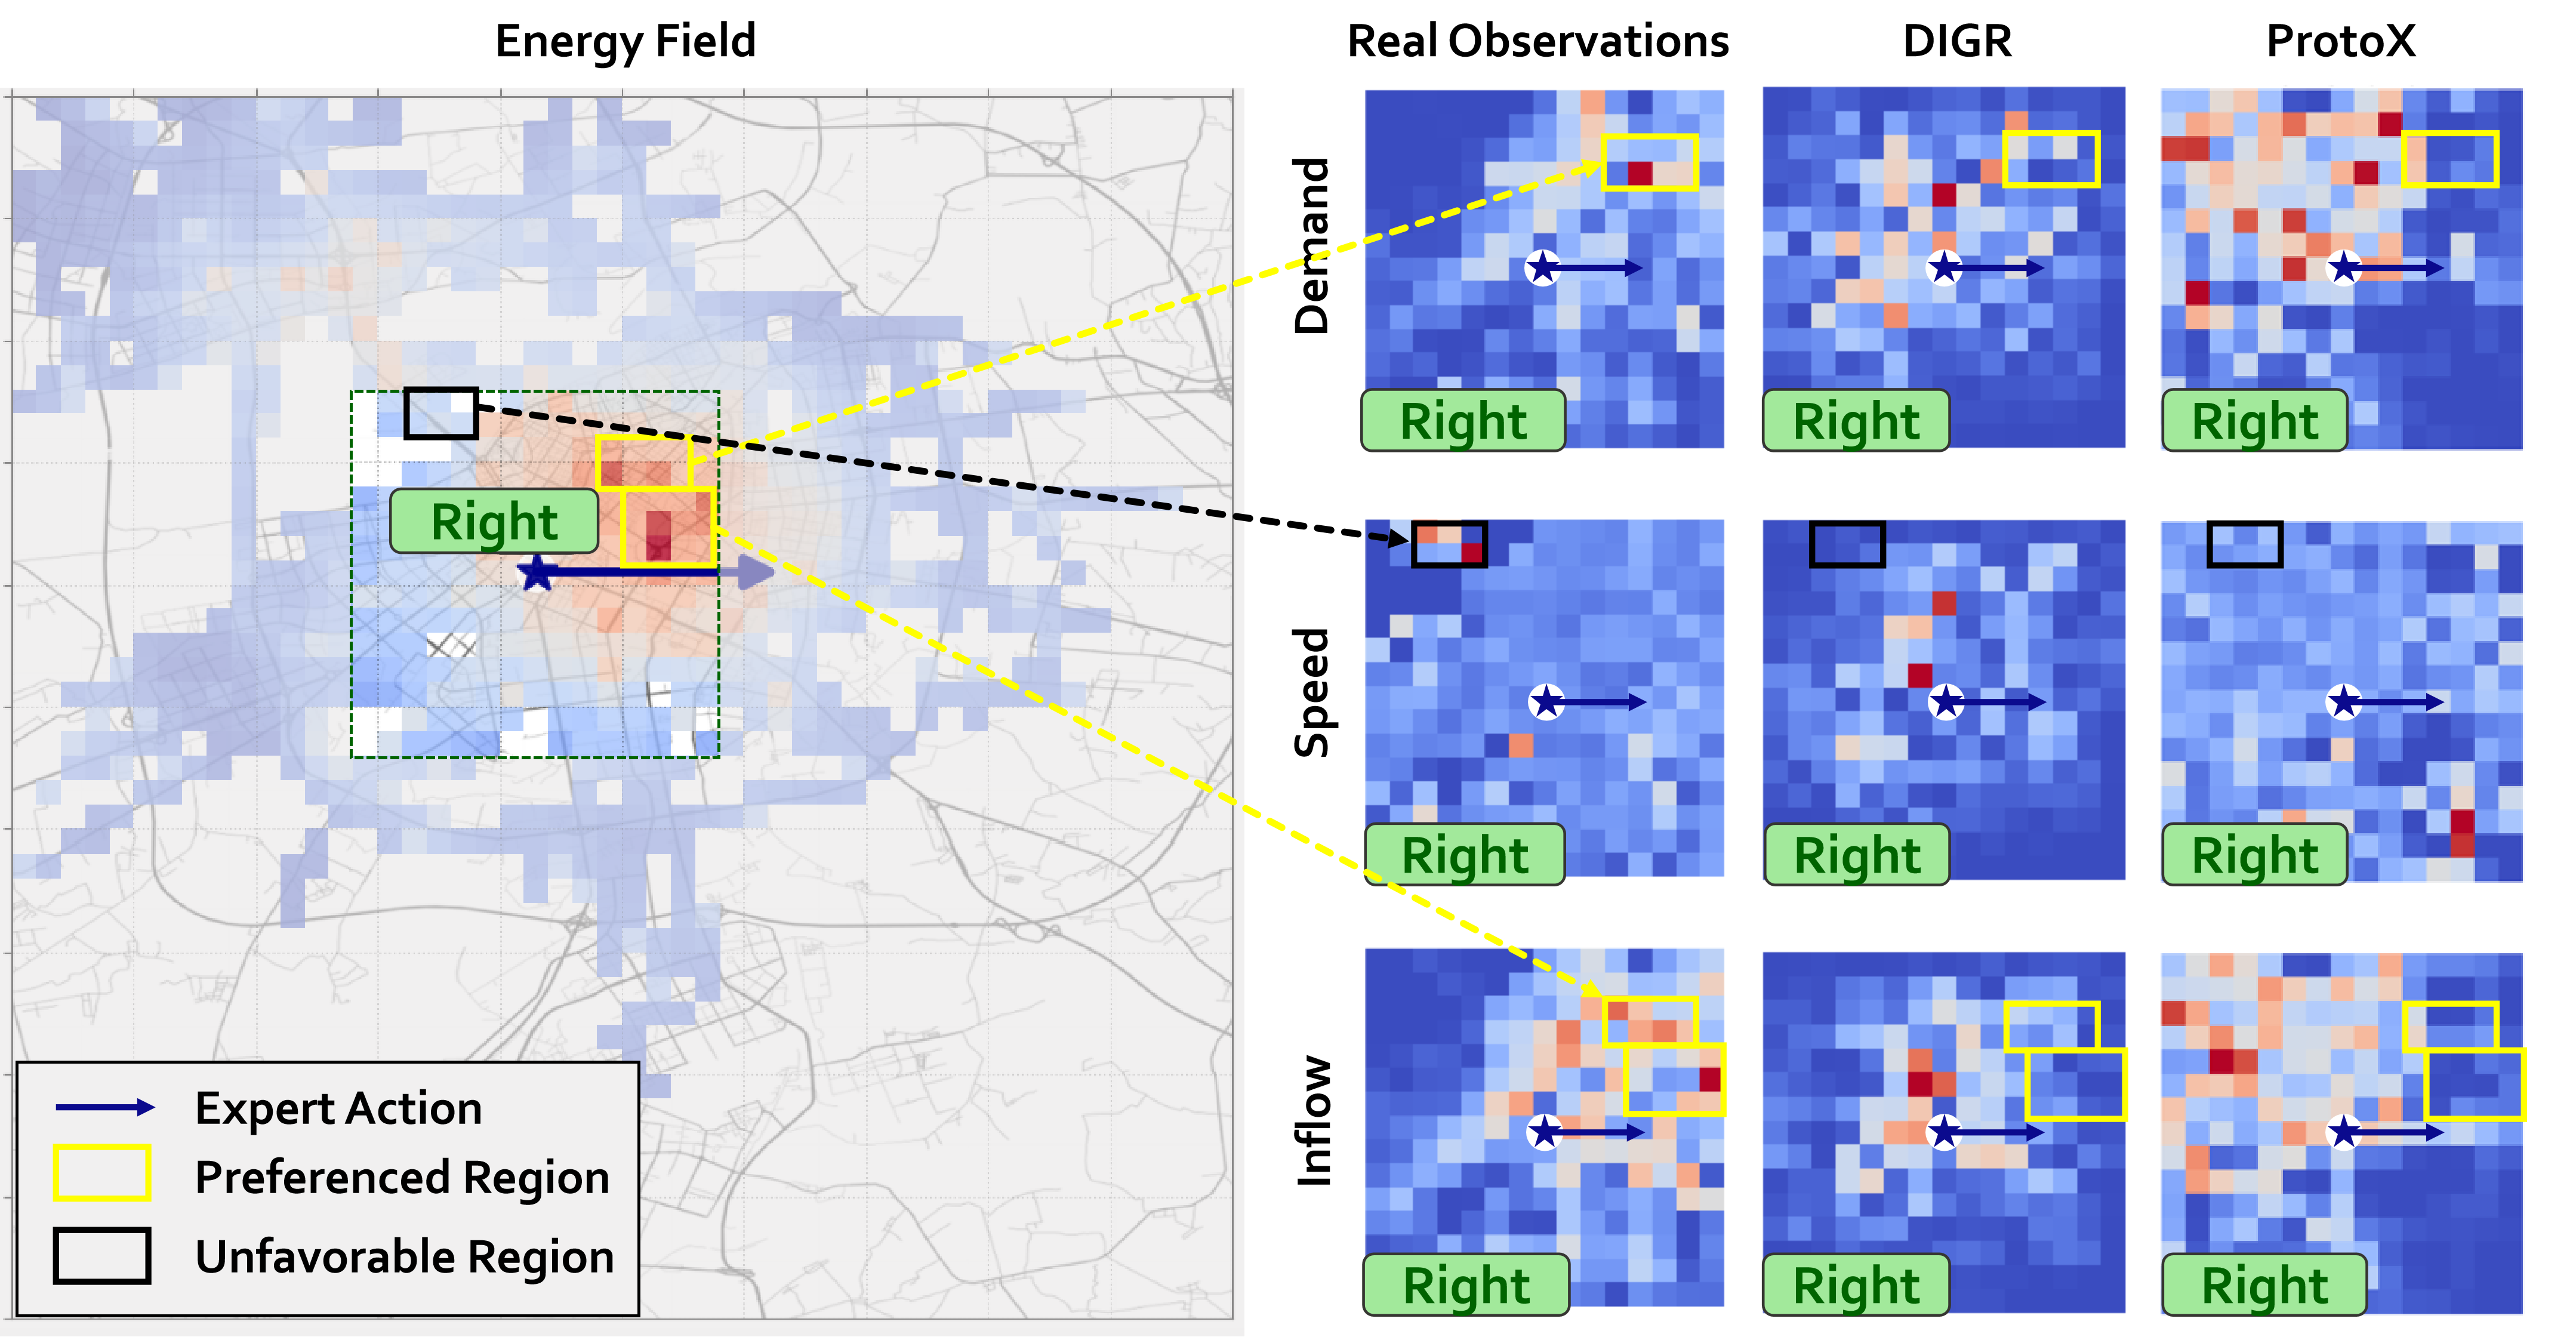 Energy Field
Real Observations
DIGR
ProtoX
Demand
Right
Right
Right
Right
Speed
Right
Right
Right
Inflow
Right
Right
Right
Expert Action
Preferenced Region
Unfavorable Region